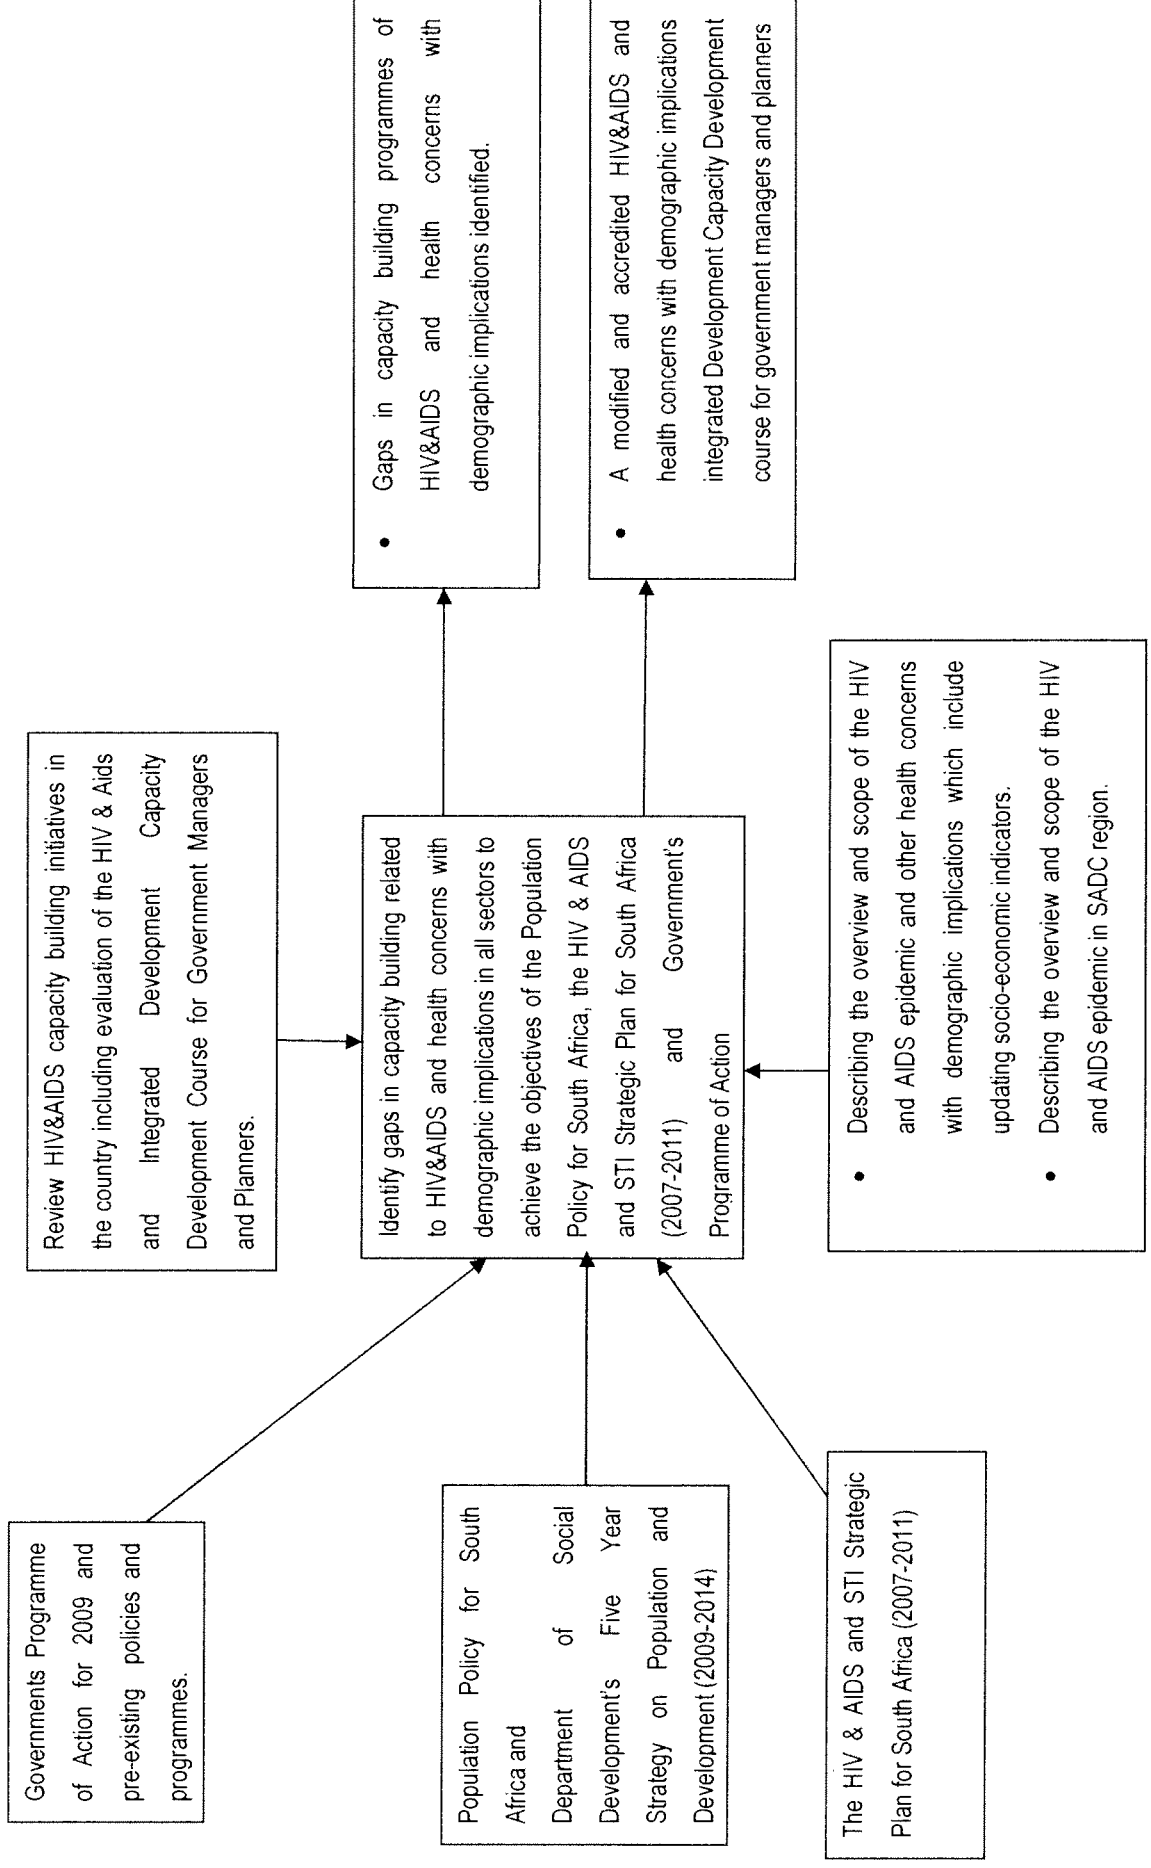 Governments Programme
of Action for 2009 and
pre-existing policies and
programmes.
Population Policy for South
Africa and
Department of Social
Development's Five Year
Strategy on Population and
Development (2009-2014)
The HIV & AIDS and STI Strategic
Plan for South Africa (2007-2011)
Review HIV&AIDS capacity building initiatives in
the country including evaluation of the HIV & Aids
and Integrated Development Capacity
Development Course for Government Managers
and Planners.
Identify gaps in capacity building related
to HIV&AIDS and health concerns with
demographic implications in all sectors to
achieve the objectives of the Population
Policy for South Africa, the HIV & AIDS
and STI Strategic Plan for South Africa
(2007-2011) and Government's
Programme of Action
• Describing the overview and scope of the HIV
and AIDS epidemic and other health concerns
with demographic implications which include
updating socio-economic indicators.
• Describing the overview and scope of the HIV
and AIDS epidemic in SADC region.
• Gaps in capacity building programmes of
HIV&AIDS and health concerns with
demographic implications identified.
• A modified and accredited HIV&AIDS and
health concerns with demographic implications
integrated Development Capacity Development
course for government managers and planners